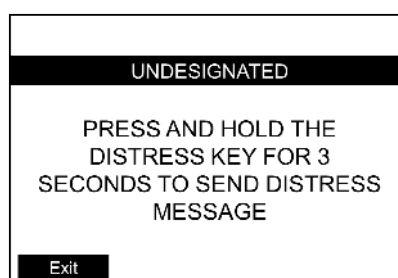 UNDESIGNATED
PRESS AND HOLD THE
DISTRESS KEY FOR 3
SECONDS TO SEND DISTRESS
MESSAGE
Exit